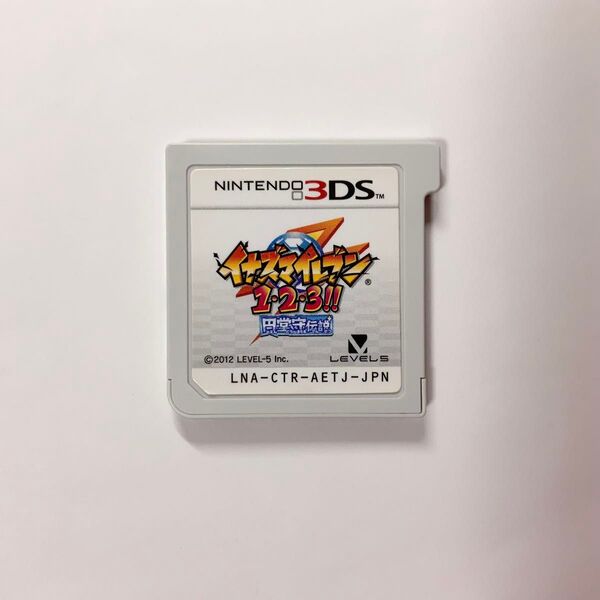 NINTENDO 3DS™
イナズマイレブン®
1・2・3!!
円堂守伝説
©2012 LEVEL-5 Inc.
LEVEL5
LNA-CTR-AETJ-JPN